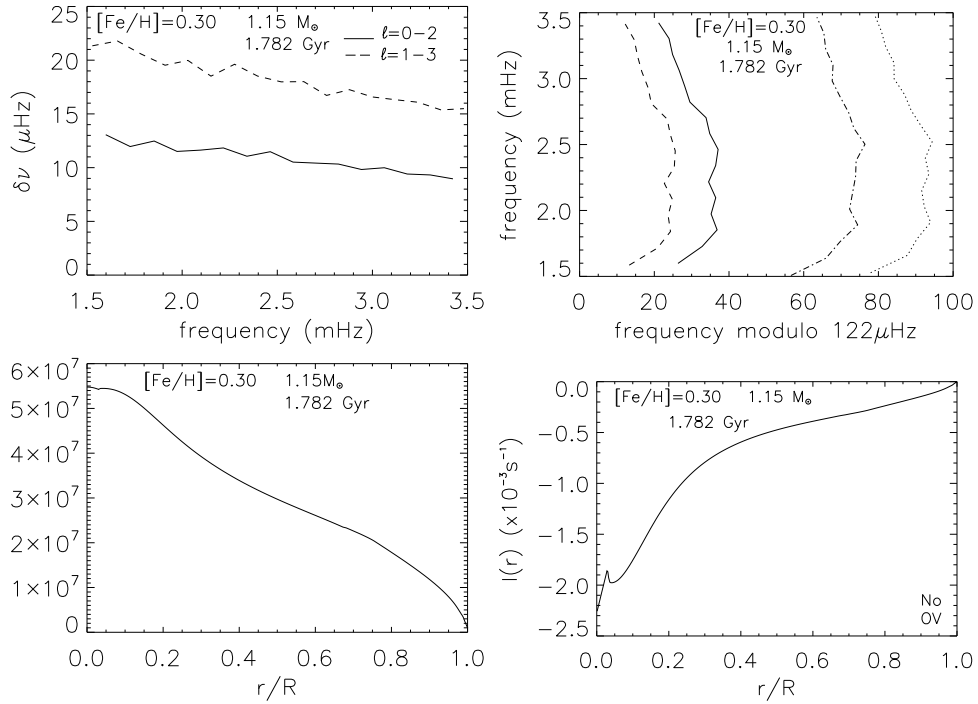 [Fe/H]=0.30 1.15 M☉
1.782 Gyr
ℓ=0−2
ℓ=1−3
25
20
15
10
5
0
δν (μHz)
1.5 2.0 2.5 3.0 3.5
frequency (mHz)
[Fe/H]=0.30
1.15 M☉
1.782 Gyr
3.5
3.0
2.5
2.0
1.5
frequency (mHz)
0 20 40 60 80 100
frequency modulo 122μHz
[Fe/H]=0.30 1.15M☉
1.782 Gyr
6×10⁷
5×10⁷
4×10⁷
3×10⁷
2×10⁷
1×10⁷
0
0.0 0.2 0.4 0.6 0.8 1.0
r/R
[Fe/H]=0.30 1.15 M☉
1.782 Gyr
0.0
−0.5
−1.0
−1.5
−2.0
−2.5
I(r) (×10⁻³s⁻¹)
No
OV
0.0 0.2 0.4 0.6 0.8 1.0
r/R